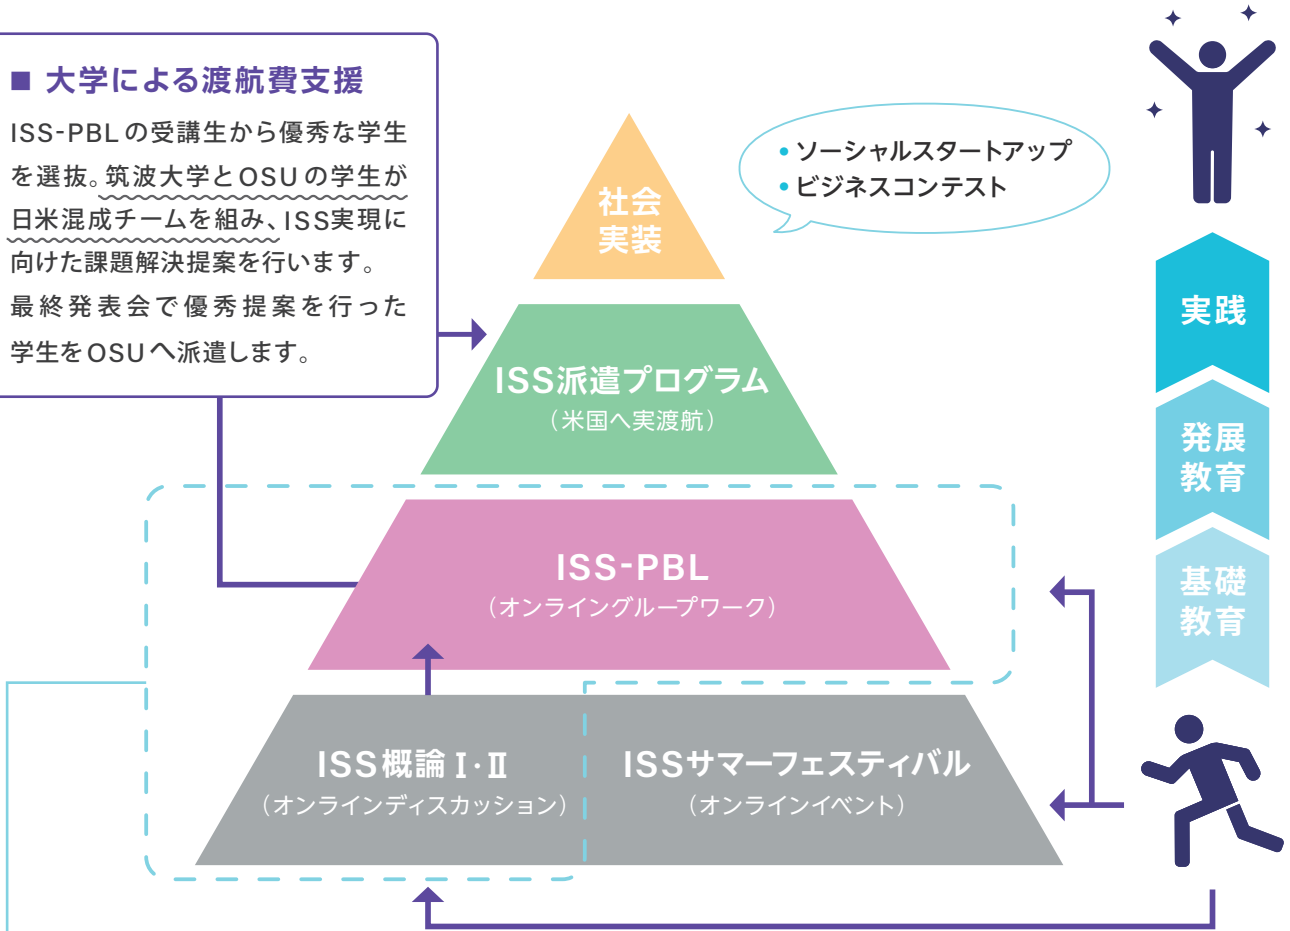 ■ 大学による渡航費支援
ISS-PBLの受講生から優秀な学生
を選抜。筑波大学とOSUの学生が
日米混成チームを組み、ISS実現に
向けた課題解決提案を行います。
最終発表会で優秀提案を行った
学生をOSUへ派遣します。
• ソーシャルスタートアップ
• ビジネスコンテスト
社会
実装
ISS派遣プログラム
（米国へ実渡航）
ISS-PBL
（オンライングループワーク）
ISS概論 I・II
（オンラインディスカッション）
ISSサマーフェスティバル
（オンラインイベント）
実践
発展
教育
基礎
教育